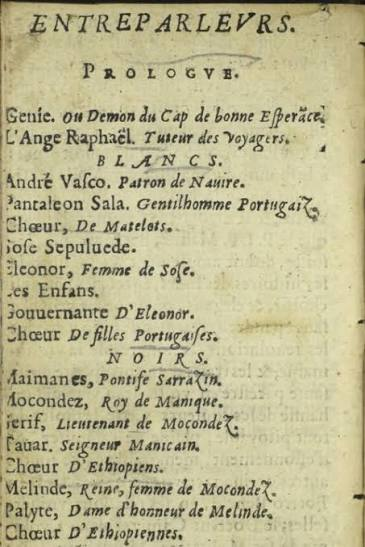 ENTREPARLEVRS.
PROLOGVE.
Genie. Ou Demon du Cap de bonne Esperāce.
L'Ange Raphaël. Tuteur des Voyagers.
BLANCS.
André Vasco. Patron de Nauire.
Pantaleon Sala. Gentilhomme Portugaiz.
Chœur, De Matelots.
Iose Sepuluede.
Eleonor, Femme de Sose.
Les Enfans.
Gouuernante D'Eleonor.
Chœur De filles Portugaises.
NOIRS.
Maimanes, Pontife Sarrazin.
Mocondez, Roy de Manique.
Serif, Lieutenant de Mocondez.
Pauar. Seigneur Manicain.
Chœur D'Ethiopiens.
Melinde, Reine, femme de Mocondez.
Palyte, Dame d'honneur de Melinde.
Chœur D'Ethiopiennes.